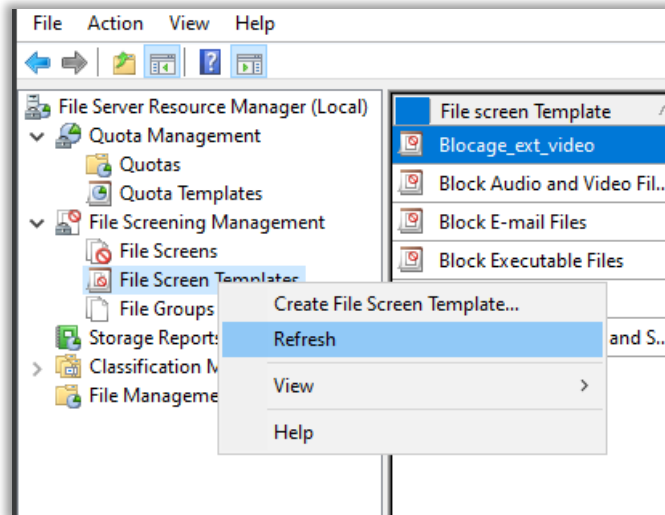 File Action View Help
File Server Resource Manager (Local)
Quota Management
Quotas
Quota Templates
File Screening Management
File Screens
File Screen Templates
File Groups
Storage Reports
Classification M
File Manageme
File screen Template
Blocage_ext_video
Block Audio and Video Fil...
Block E-mail Files
Block Executable Files
and S...
Create File Screen Template...
Refresh
View
Help